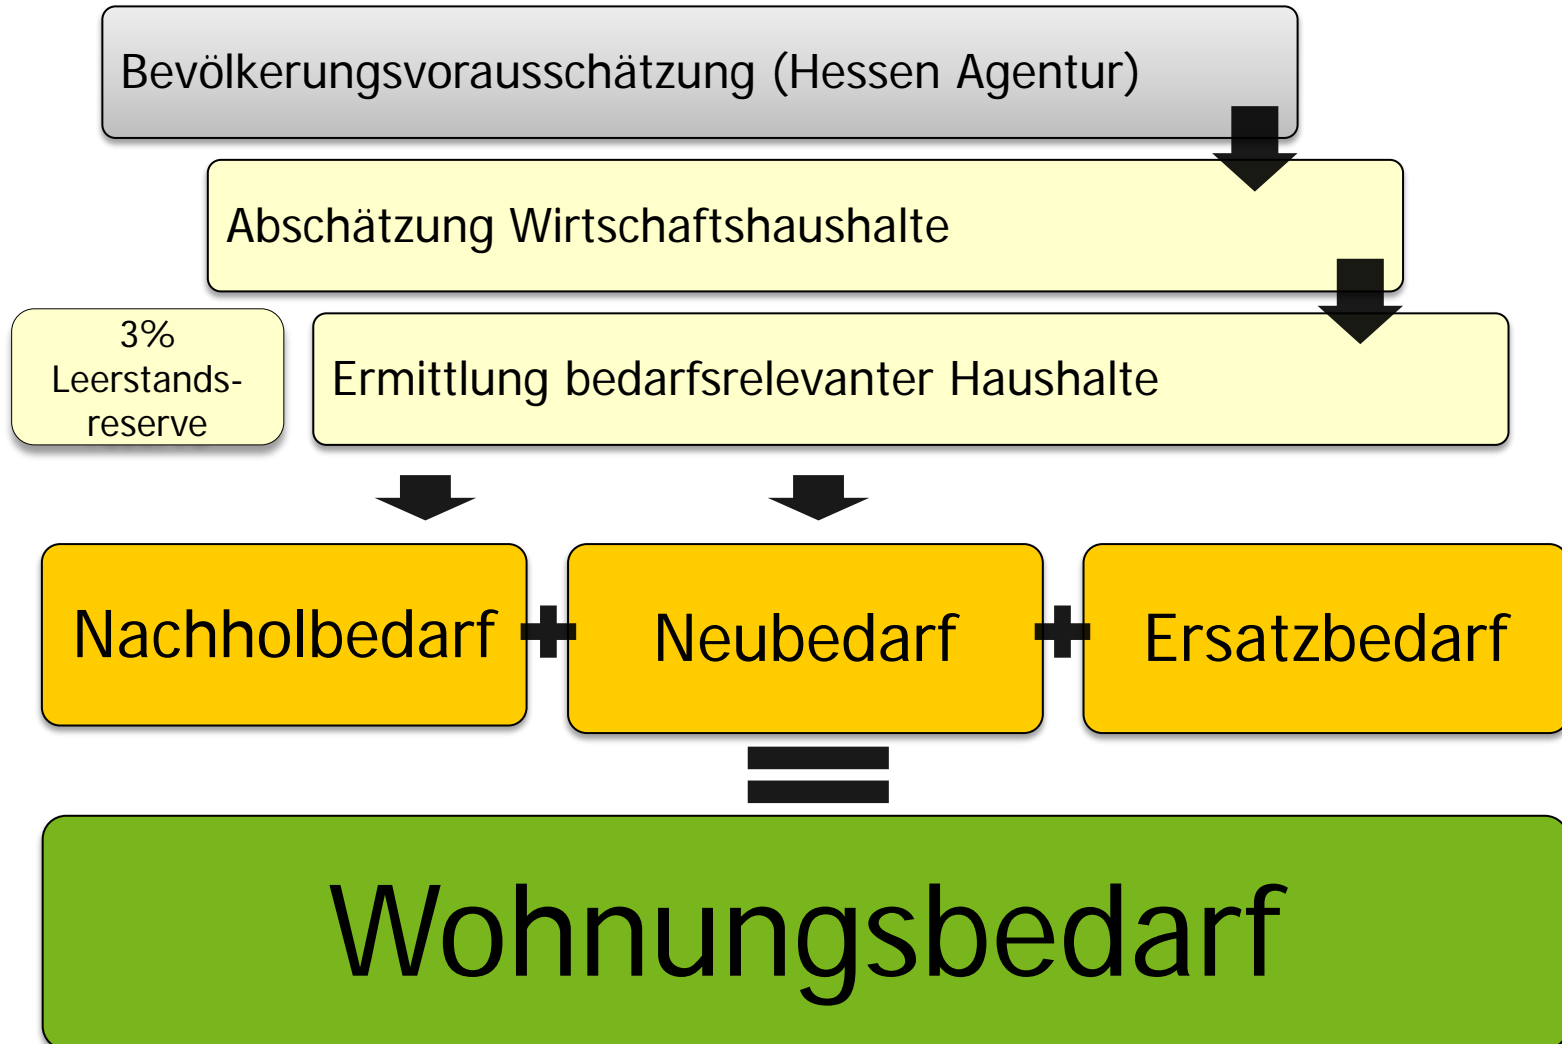 Bevölkerungsvorausschätzung (Hessen Agentur)
Abschätzung Wirtschaftshaushalte
3%
Leerstands-
reserve
Ermittlung bedarfsrelevanter Haushalte
Nachholbedarf + Neubedarf + Ersatzbedarf
=
Wohnungsbedarf